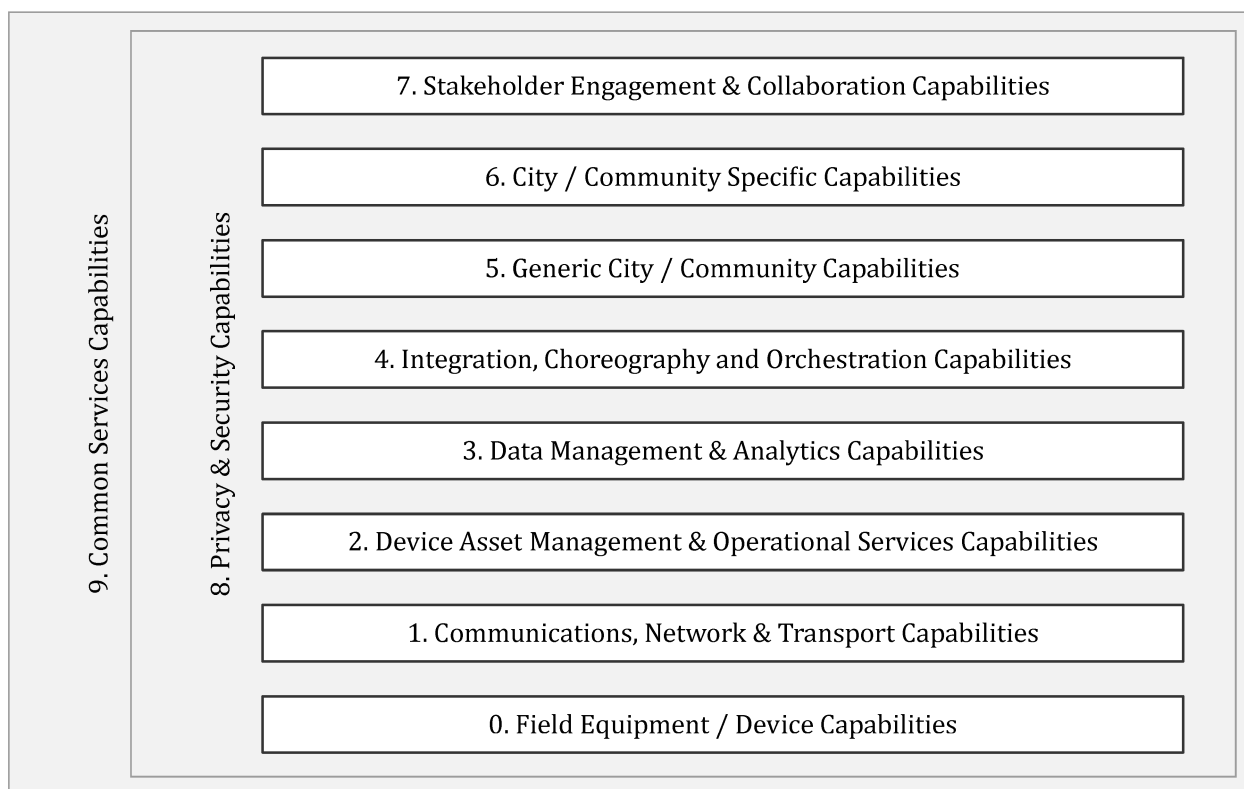 7. Stakeholder Engagement & Collaboration Capabilities
6. City / Community Specific Capabilities
5. Generic City / Community Capabilities
4. Integration, Choreography and Orchestration Capabilities
3. Data Management & Analytics Capabilities
2. Device Asset Management & Operational Services Capabilities
1. Communications, Network & Transport Capabilities
0. Field Equipment / Device Capabilities
8. Privacy & Security Capabilities
9. Common Services Capabilities